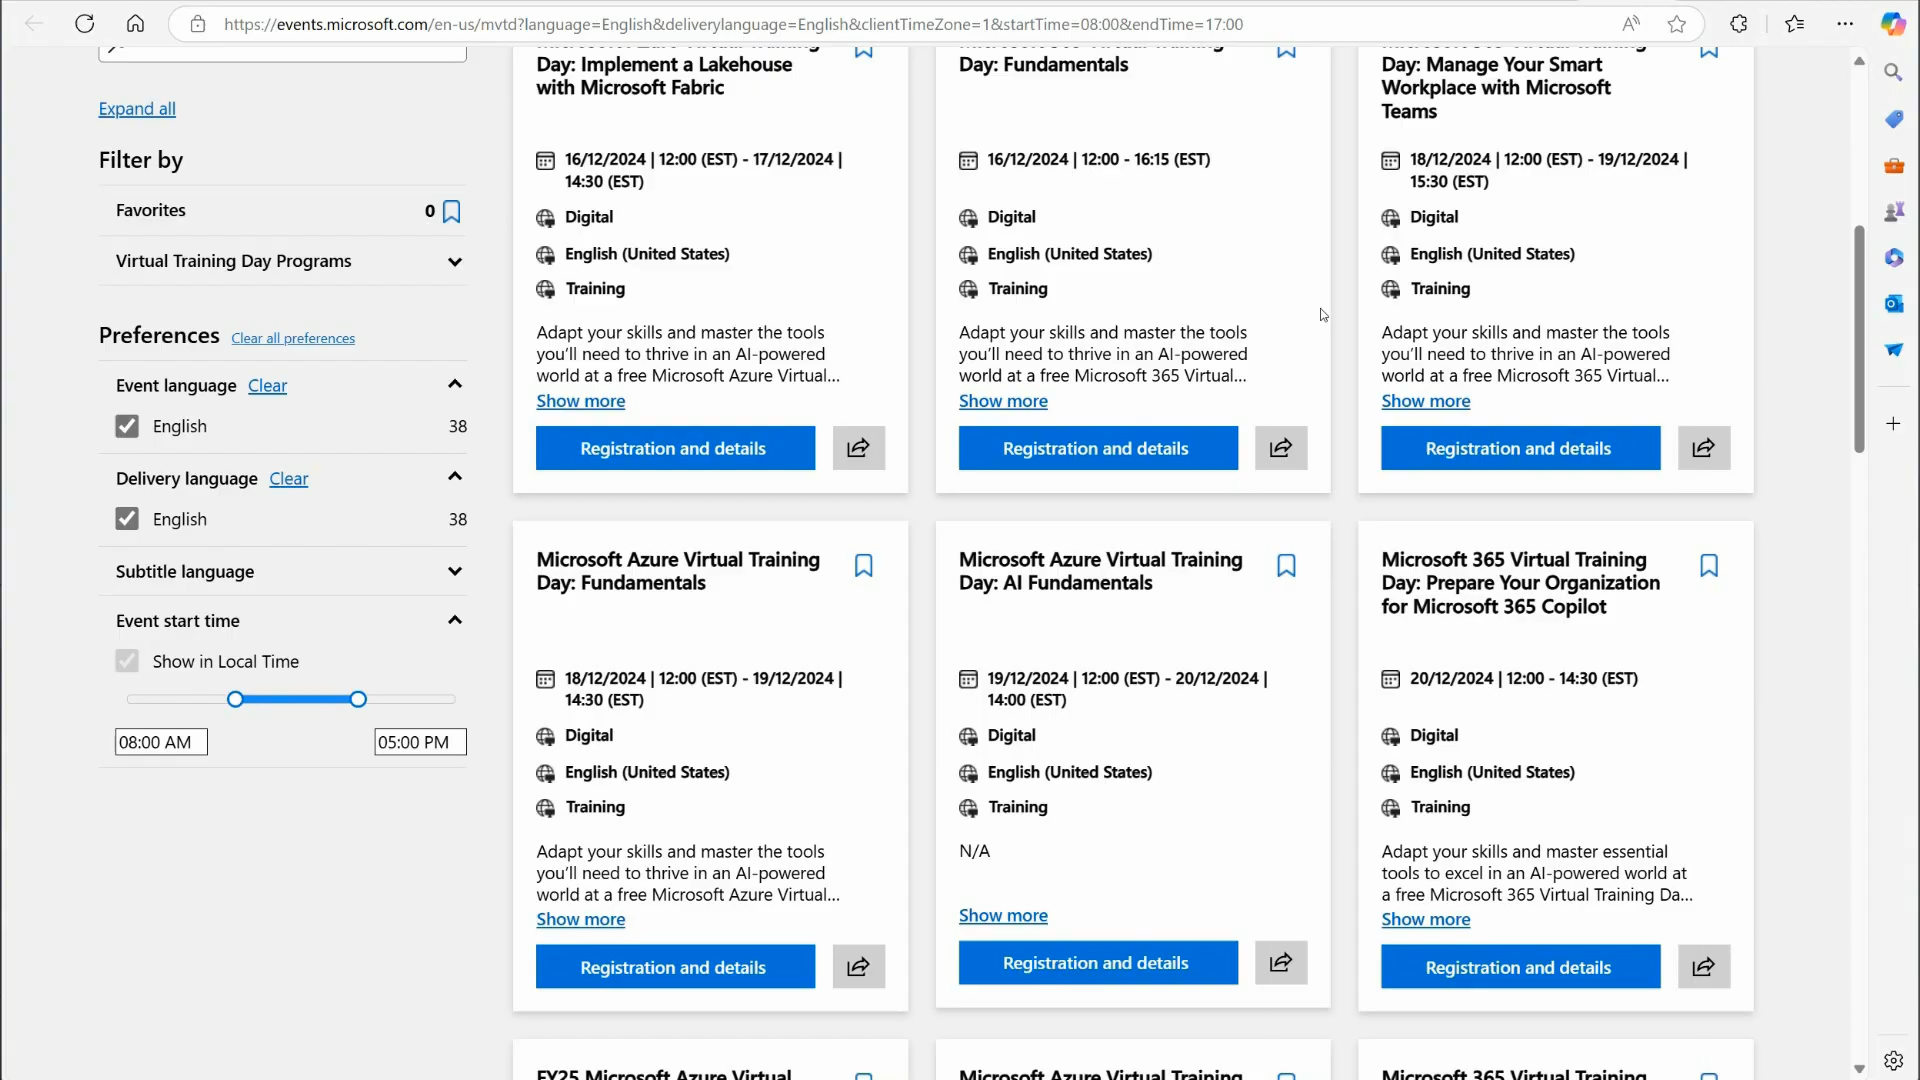 https://events.microsoft.com/en-us/mvtd?language=English&deliverylanguage=English&clientTimeZone=1&startTime=08:00&endTime=17:00
Expand all
Filter by
Favorites 0
Virtual Training Day Programs
Preferences Clear all preferences
Event language Clear
English 38
Delivery language Clear
English 38
Subtitle language
Event start time
Show in Local Time
08:00 AM 05:00 PM
Microsoft Azure Virtual Training
Day: Implement a Lakehouse
with Microsoft Fabric
16/12/2024 | 12:00 (EST) - 17/12/2024 |
14:30 (EST)
Digital
English (United States)
Training
Adapt your skills and master the tools
you'll need to thrive in an AI-powered
world at a free Microsoft Azure Virtual...
Show more
Registration and details
Microsoft 365 Virtual Training
Day: Fundamentals
16/12/2024 | 12:00 - 16:15 (EST)
Digital
English (United States)
Training
Adapt your skills and master the tools
you'll need to thrive in an AI-powered
world at a free Microsoft 365 Virtual...
Show more
Registration and details
Microsoft 365 Virtual Training
Day: Manage Your Smart
Workplace with Microsoft
Teams
18/12/2024 | 12:00 (EST) - 19/12/2024 |
15:30 (EST)
Digital
English (United States)
Training
Adapt your skills and master the tools
you'll need to thrive in an AI-powered
world at a free Microsoft 365 Virtual...
Show more
Registration and details
Microsoft Azure Virtual Training
Day: Fundamentals
18/12/2024 | 12:00 (EST) - 19/12/2024 |
14:30 (EST)
Digital
English (United States)
Training
Adapt your skills and master the tools
you'll need to thrive in an AI-powered
world at a free Microsoft Azure Virtual...
Show more
Registration and details
Microsoft Azure Virtual Training
Day: AI Fundamentals
19/12/2024 | 12:00 (EST) - 20/12/2024 |
14:00 (EST)
Digital
English (United States)
Training
N/A
Show more
Registration and details
Microsoft 365 Virtual Training
Day: Prepare Your Organization
for Microsoft 365 Copilot
20/12/2024 | 12:00 - 14:30 (EST)
Digital
English (United States)
Training
Adapt your skills and master essential
tools to excel in an AI-powered world at
a free Microsoft 365 Virtual Training Da...
Show more
Registration and details
FY25 Microsoft Azure Virtual
Microsoft Azure Virtual Training
Microsoft 365 Virtual Training